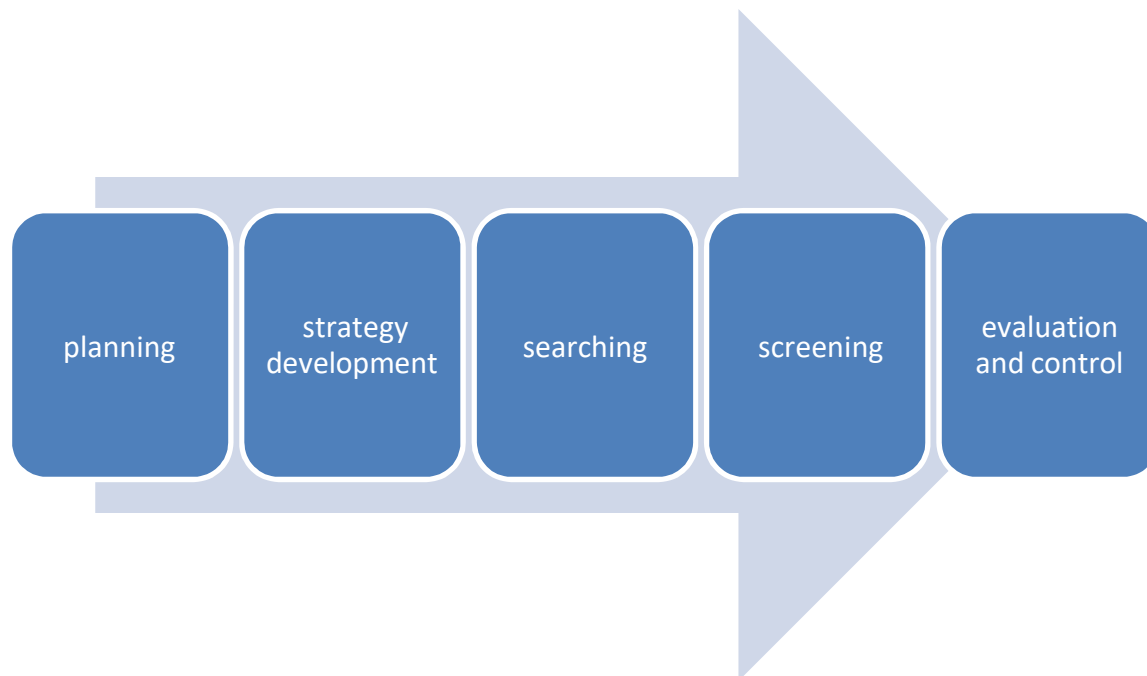 planning
strategy
development
searching
screening
evaluation
and control